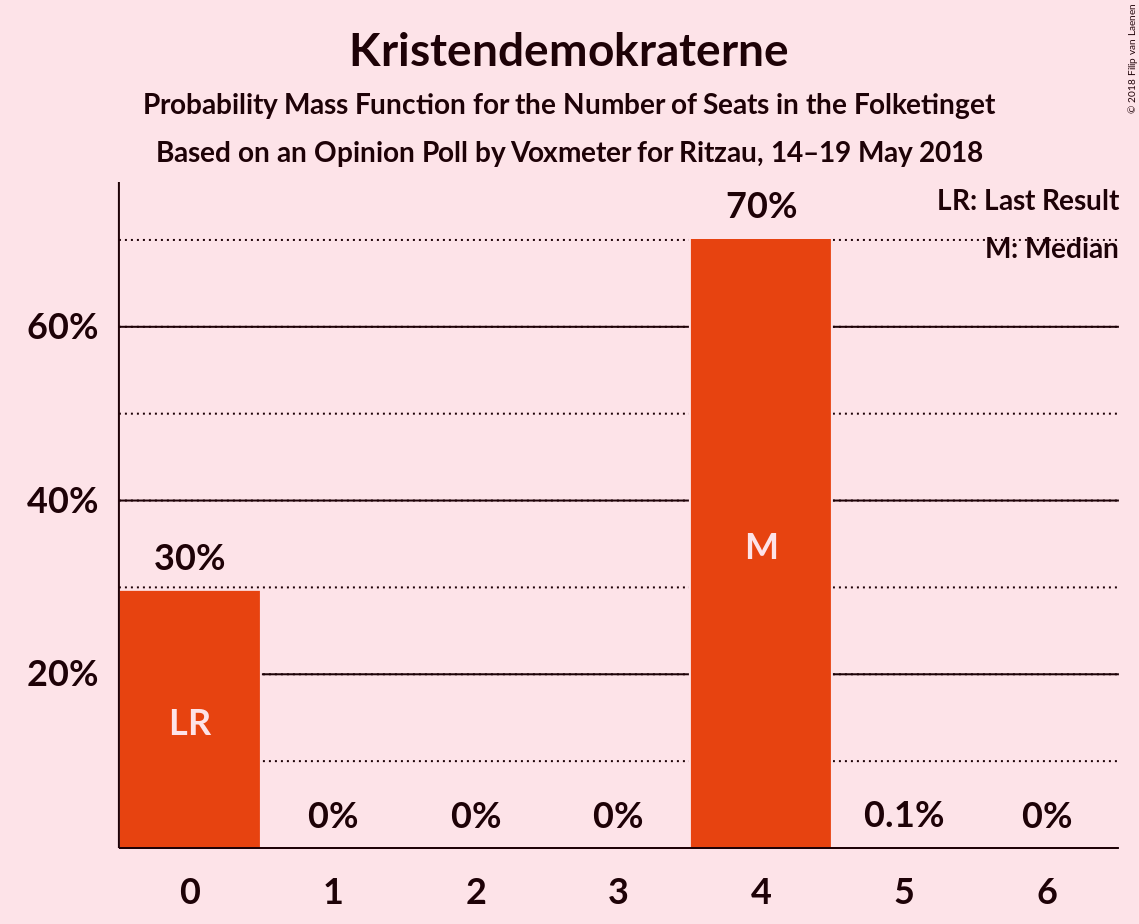 Kristendemokraterne
Probability Mass Function for the Number of Seats in the Folketinget
Based on an Opinion Poll by Voxmeter for Ritzau, 14–19 May 2018
© 2018 Filip van Laenen
LR: Last Result
M: Median
70%
60%
40%
30%
20%
M
LR
0%
0%
0%
0.1%
0%
0
1
2
3
4
5
6